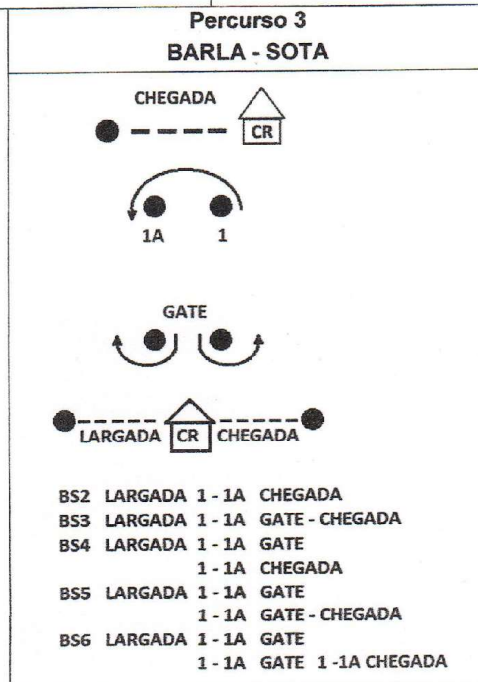 Percurso 3
BARLA - SOTA
CHEGADA
CR
1A 1
GATE
LARGADA CR CHEGADA
BS2 LARGADA 1 - 1A CHEGADA
BS3 LARGADA 1 - 1A GATE - CHEGADA
BS4 LARGADA 1 - 1A GATE
1 - 1A CHEGADA
BS5 LARGADA 1 - 1A GATE
1 - 1A GATE - CHEGADA
BS6 LARGADA 1 - 1A GATE
1 - 1A GATE 1 -1A CHEGADA